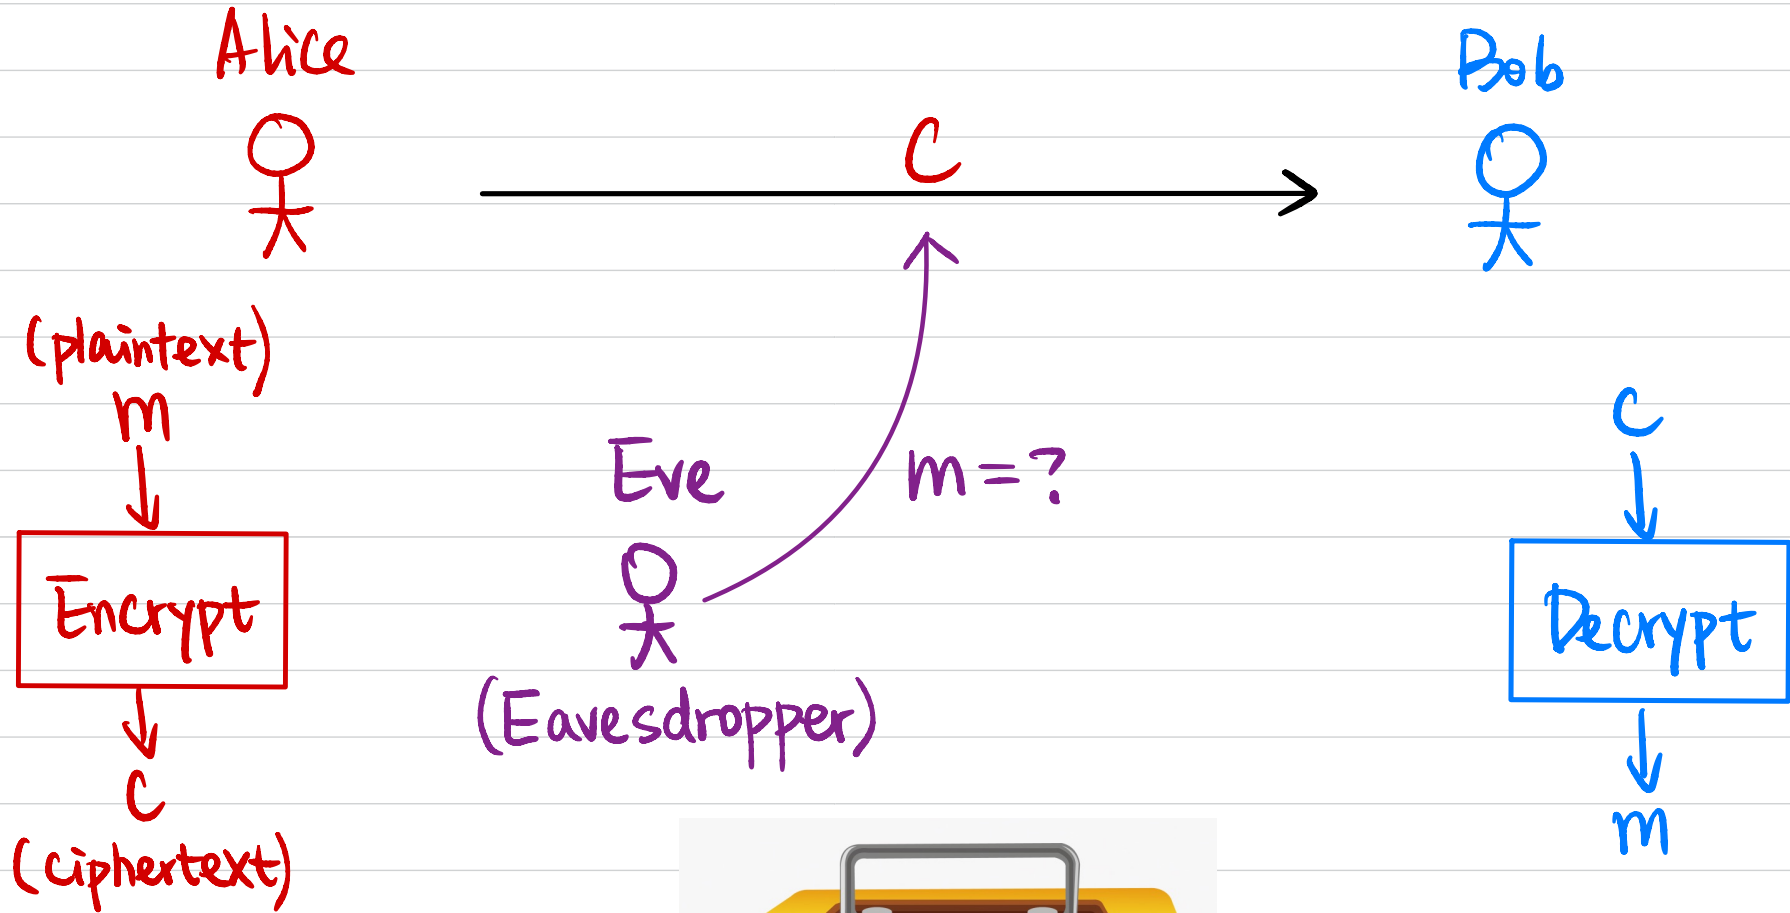 Alice
Bob
C
(plaintext)
m
Encrypt
C
(ciphertext)
Eve
m=?
(Eavesdropper)
C
Decrypt
m